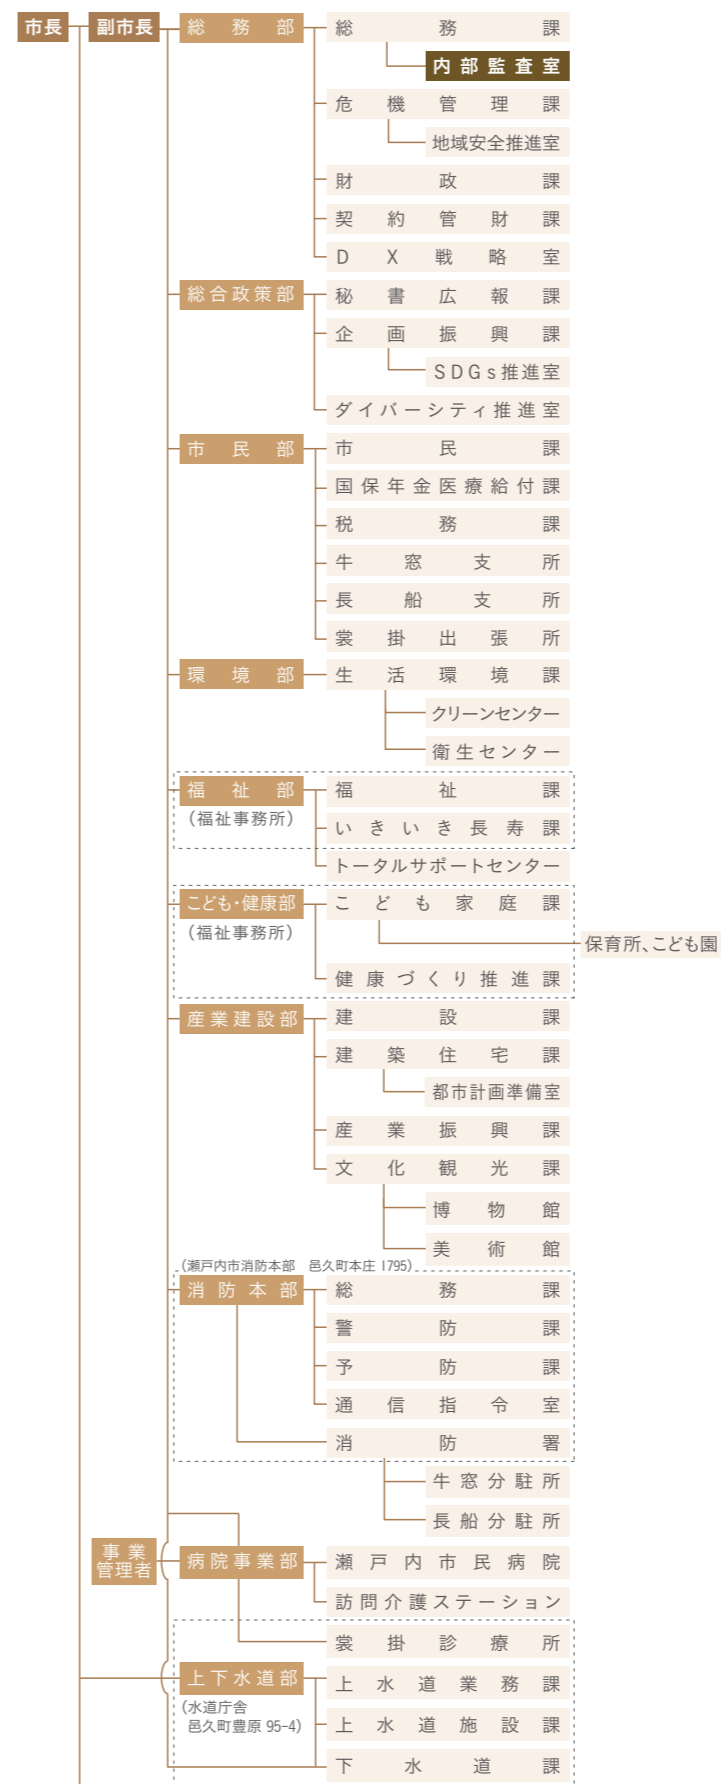 市長 副市長 総務部 総務課
内部監査室
危機管理課
地域安全推進室
財政課
契約管財課
DX戦略室
総合政策部 秘書広報課
企画振興課
SDGs推進室
ダイバーシティ推進室
市民部 市民課
国保年金医療給付課
税務課
牛窓支所
長船支所
裳掛出張所
環境部 生活環境課
クリーンセンター
衛生センター
福祉部 福祉課
(福祉事務所)
いきいき長寿課
トータルサポートセンター
こども・健康部 こども家庭課
(福祉事務所)
保育所、こども園
健康づくり推進課
産業建設部 建設課
建築住宅課
都市計画準備室
産業振興課
文化観光課
博物館
美術館
(瀬戸内市消防本部 邑久町本庄 1795)
消防本部 総務課
警防課
予防課
通信指令室
消防署
牛窓分駐所
長船分駐所
事業
管理者
病院事業部 瀬戸内市民病院
訪問介護ステーション
裳掛診療所
上下水道部 上水道業務課
(水道庁舎
邑久町豊原 95-4)
上水道施設課
下水道課